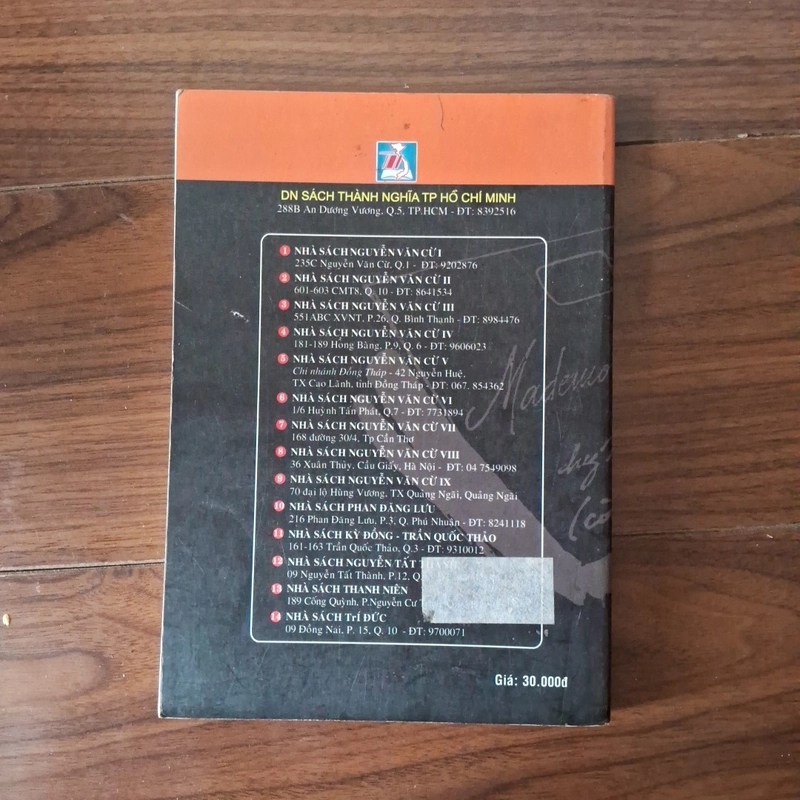 DN SÁCH THÀNH NGHĨA TP HỒ CHÍ MINH
288B An Dương Vương, Q.5, TP.HCM - ĐT: 8392516
1 NHÀ SÁCH NGUYỄN VĂN CỪ I
235C Nguyễn Văn Cừ, Q.1 - ĐT: 9202876
2 NHÀ SÁCH NGUYỄN VĂN CỪ II
601-603 CMT8, Q. 10 - ĐT: 8641534
3 NHÀ SÁCH NGUYỄN VĂN CỪ III
551ABC XVNT, P.26, Q. Bình Thạnh - ĐT: 8984476
4 NHÀ SÁCH NGUYỄN VĂN CỪ IV
181-189 Hồng Bàng, P.9, Q. 6 - ĐT: 9606023
5 NHÀ SÁCH NGUYỄN VĂN CỪ V
Chi nhánh Đồng Tháp - 42 Nguyễn Huệ,
TX Cao Lãnh, tỉnh Đồng Tháp - ĐT: 067. 854362
6 NHÀ SÁCH NGUYỄN VĂN CỪ VI
1/6 Huỳnh Tấn Phát, Q.7 - ĐT: 7731894
7 NHÀ SÁCH NGUYỄN VĂN CỪ VII
168 đường 30/4, Tp Cần Thơ
8 NHÀ SÁCH NGUYỄN VĂN CỪ VIII
36 Xuân Thủy, Cầu Giấy, Hà Nội - ĐT: 04 7549098
9 NHÀ SÁCH NGUYỄN VĂN CỪ IX
70 đại lộ Hùng Vương, TX Quảng Ngãi, Quảng Ngãi
10 NHÀ SÁCH PHAN ĐĂNG LƯU
216 Phan Đăng Lưu, P.3, Q. Phú Nhuận - ĐT: 8241118
11 NHÀ SÁCH KỲ ĐỒNG - TRẦN QUỐC THẢO
161-163 Trần Quốc Thảo, Q.3 - ĐT: 9310012
12 NHÀ SÁCH NGUYỄN TẤT THÀNH
09 Nguyễn Tất Thành, P.12, Q.
13 NHÀ SÁCH THANH NIÊN
189 Cống Quỳnh, P.Nguyễn Cư
14 NHÀ SÁCH TRÍ ĐỨC
09 Đồng Nai, P. 15, Q. 10 - ĐT: 9700071
Giá: 30.000đ